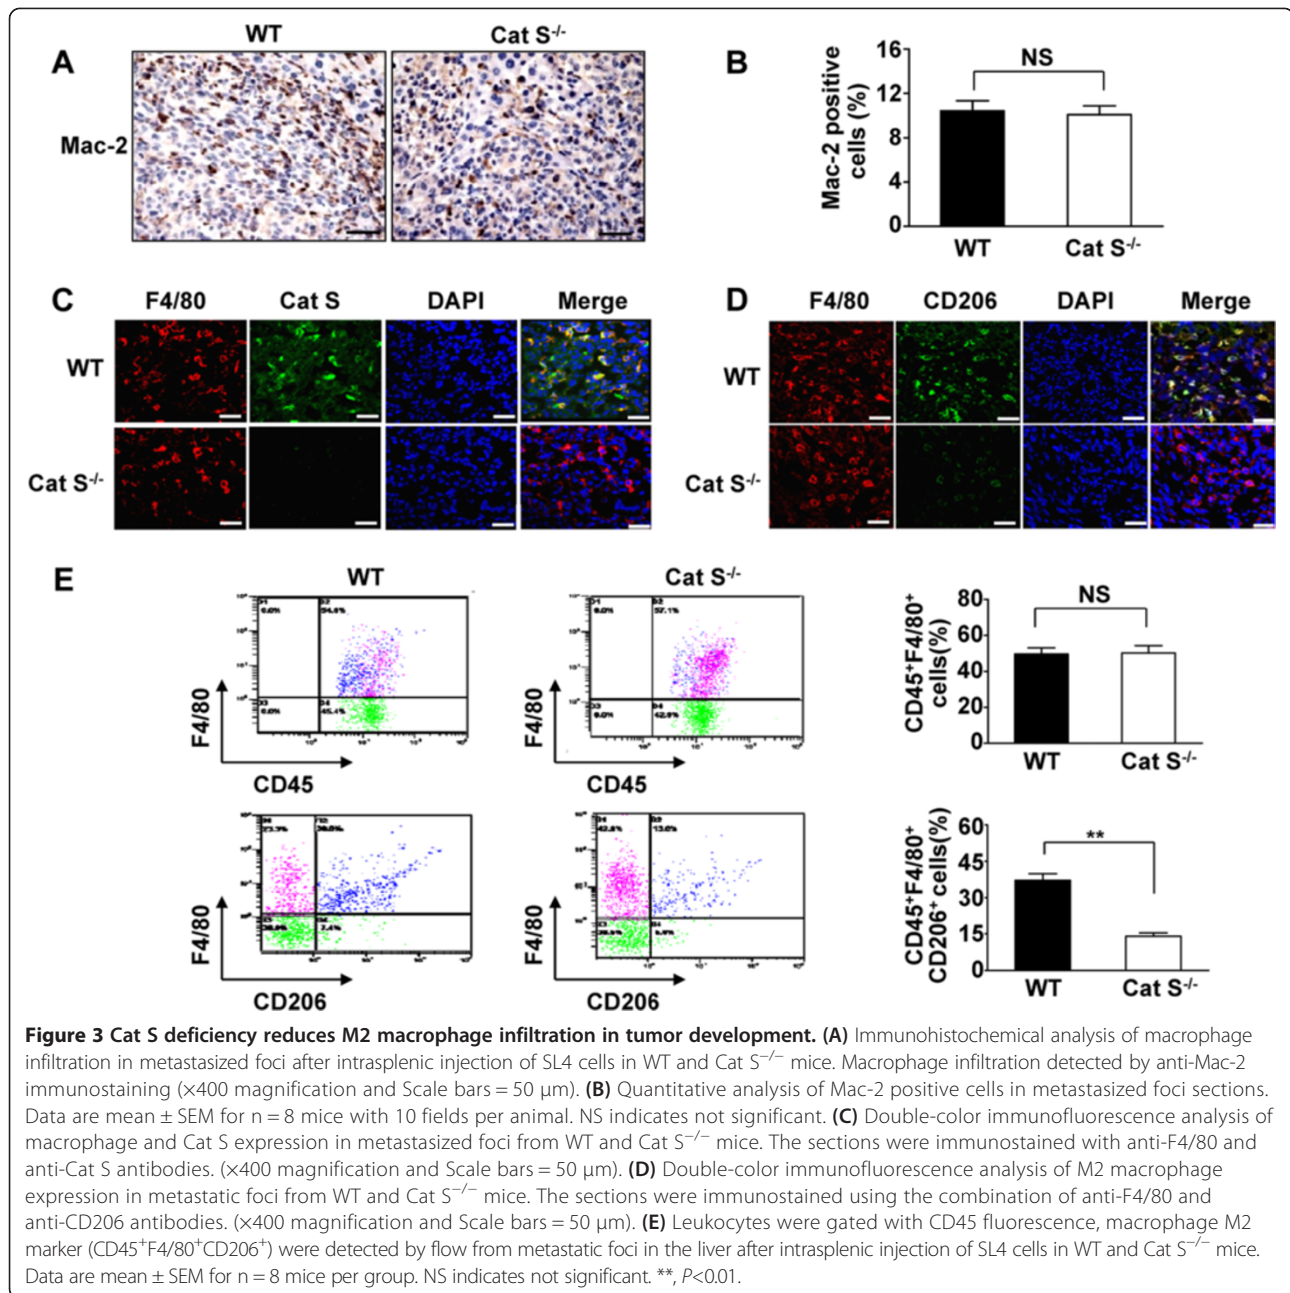 WT Cat S-/-
A
Mac-2
B
16
12
8
4
0
Mac-2 positive
cells (%)
NS
WT Cat S-/-
C
F4/80 Cat S DAPI Merge
WT
Cat S-/-
D
F4/80 CD206 DAPI Merge
WT
Cat S-/-
E
WT Cat S-/-
F4/80
CD45
F4/80
CD45
CD45+F4/80+
cells(%)
80
60
40
20
0
NS
WT Cat S-/-
F4/80
CD206
F4/80
CD206
CD45+F4/80+
CD206+ cells(%)
60
45
30
15
0
**
WT Cat S-/-
Figure 3 Cat S deficiency reduces M2 macrophage infiltration in tumor development. (A) Immunohistochemical analysis of macrophage
infiltration in metastasized foci after intrasplenic injection of SL4 cells in WT and Cat S−/− mice. Macrophage infiltration detected by anti-Mac-2
immunostaining (×400 magnification and Scale bars = 50 μm). (B) Quantitative analysis of Mac-2 positive cells in metastasized foci sections.
Data are mean ± SEM for n = 8 mice with 10 fields per animal. NS indicates not significant. (C) Double-color immunofluorescence analysis of
macrophage and Cat S expression in metastasized foci from WT and Cat S−/− mice. The sections were immunostained with anti-F4/80 and
anti-Cat S antibodies. (×400 magnification and Scale bars = 50 μm). (D) Double-color immunofluorescence analysis of M2 macrophage
expression in metastatic foci from WT and Cat S−/− mice. The sections were immunostained using the combination of anti-F4/80 and
anti-CD206 antibodies. (×400 magnification and Scale bars = 50 μm). (E) Leukocytes were gated with CD45 fluorescence, macrophage M2
marker (CD45+F4/80+CD206+) were detected by flow from metastatic foci in the liver after intrasplenic injection of SL4 cells in WT and Cat S−/− mice.
Data are mean ± SEM for n = 8 mice per group. NS indicates not significant. **, P<0.01.